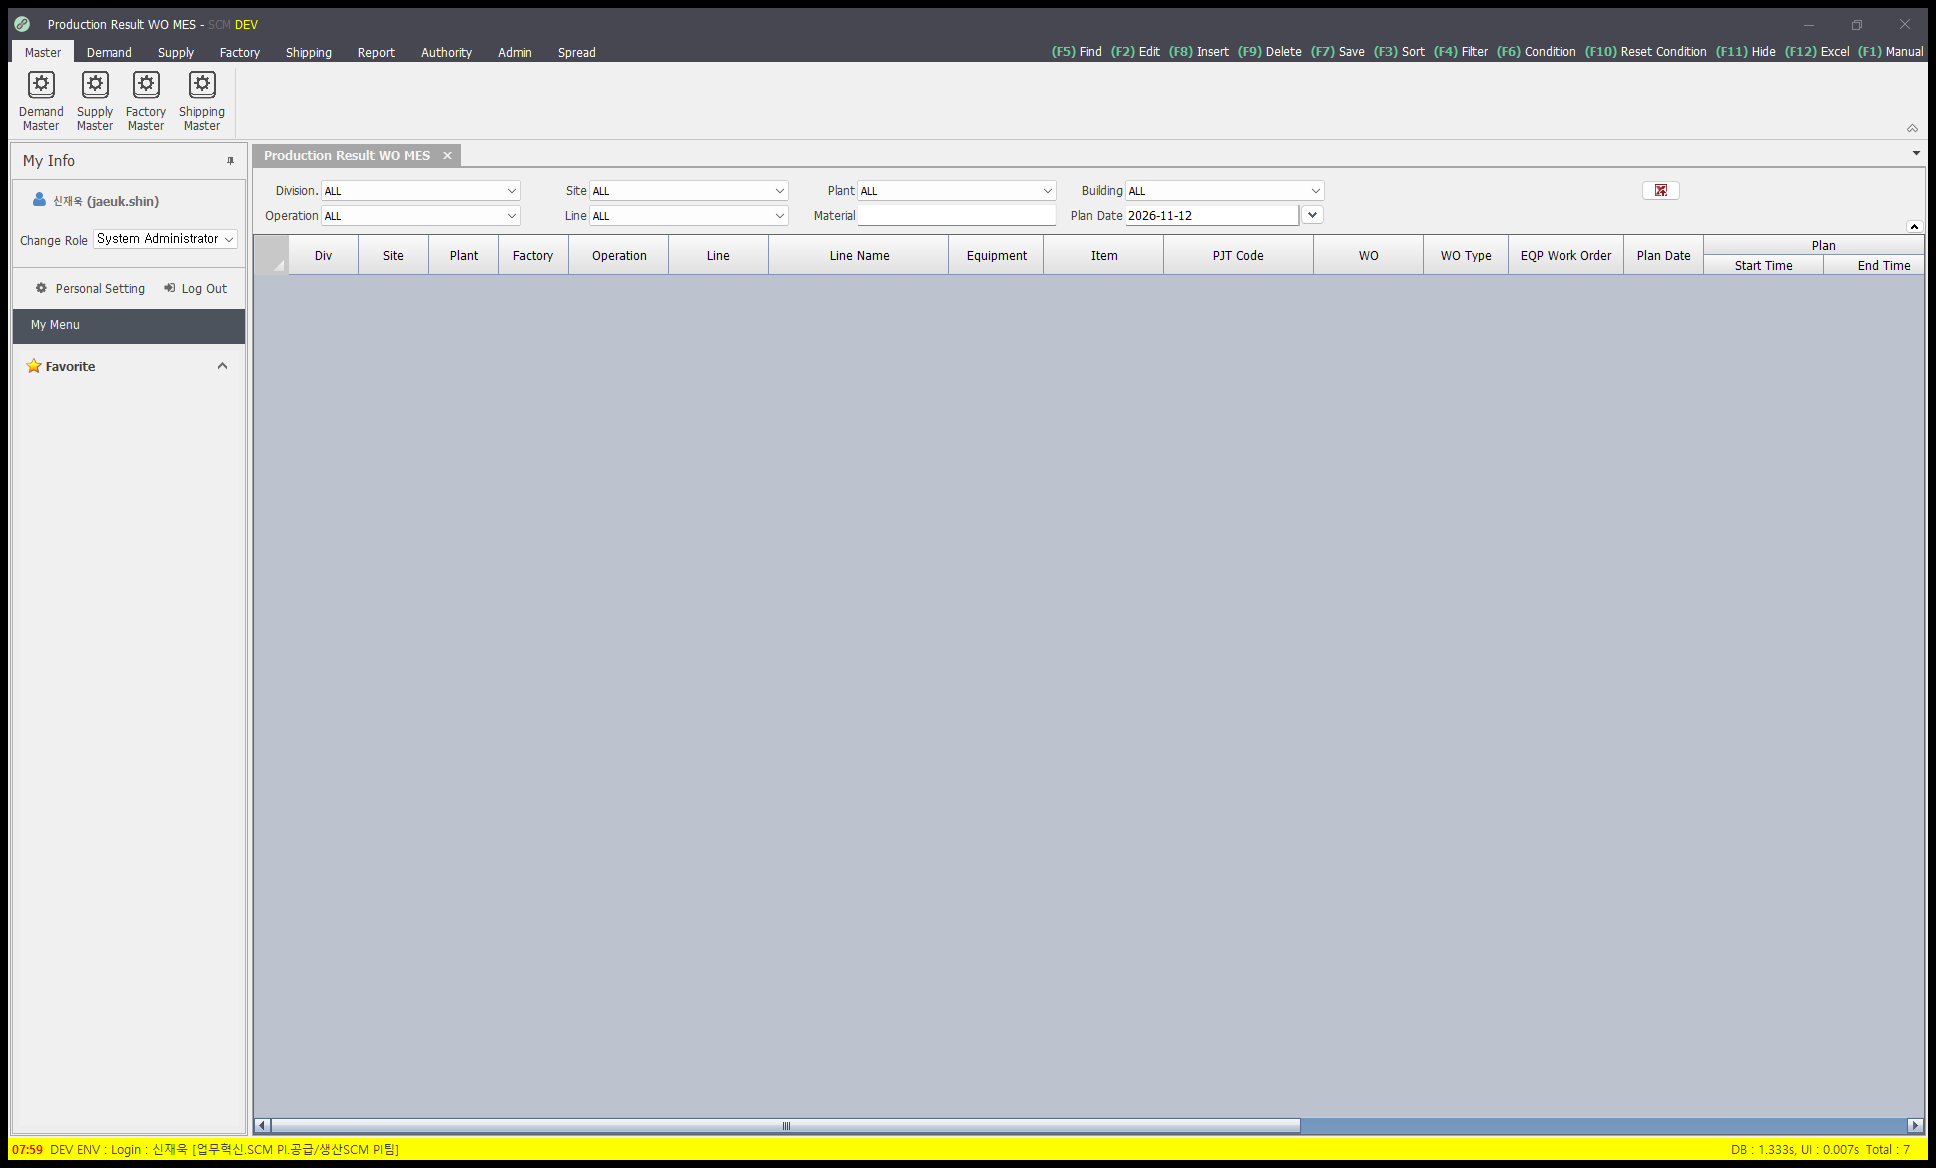 Production Result WO MES - SCM DEV
Master Demand Supply Factory Shipping Report Authority Admin Spread (F5) Find (F2) Edit (F8) Insert (F9) Delete (F7) Save (F3) Sort (F4) Filter (F6) Condition (F10) Reset Condition (F11) Hide (F12) Excel (F1) Manual
Demand Master
Supply Master
Factory Master
Shipping Master
My Info
신재욱 (jaeuk.shin)
Change Role System Administrator
Personal Setting Log Out
My Menu
Favorite
Production Result WO MES
Division. ALL Site ALL Plant ALL Building ALL
Operation ALL Line ALL Material Plan Date 2026-11-12
Div Site Plant Factory Operation Line Line Name Equipment Item PJT Code WO WO Type EQP Work Order Plan Date Plan
Start Time End Time
07:59 DEV ENV : Login : 신재욱 [업무혁신.SCM PI.공급/생산SCM PI팀] DB : 1.333s, UI : 0.007s Total : 7